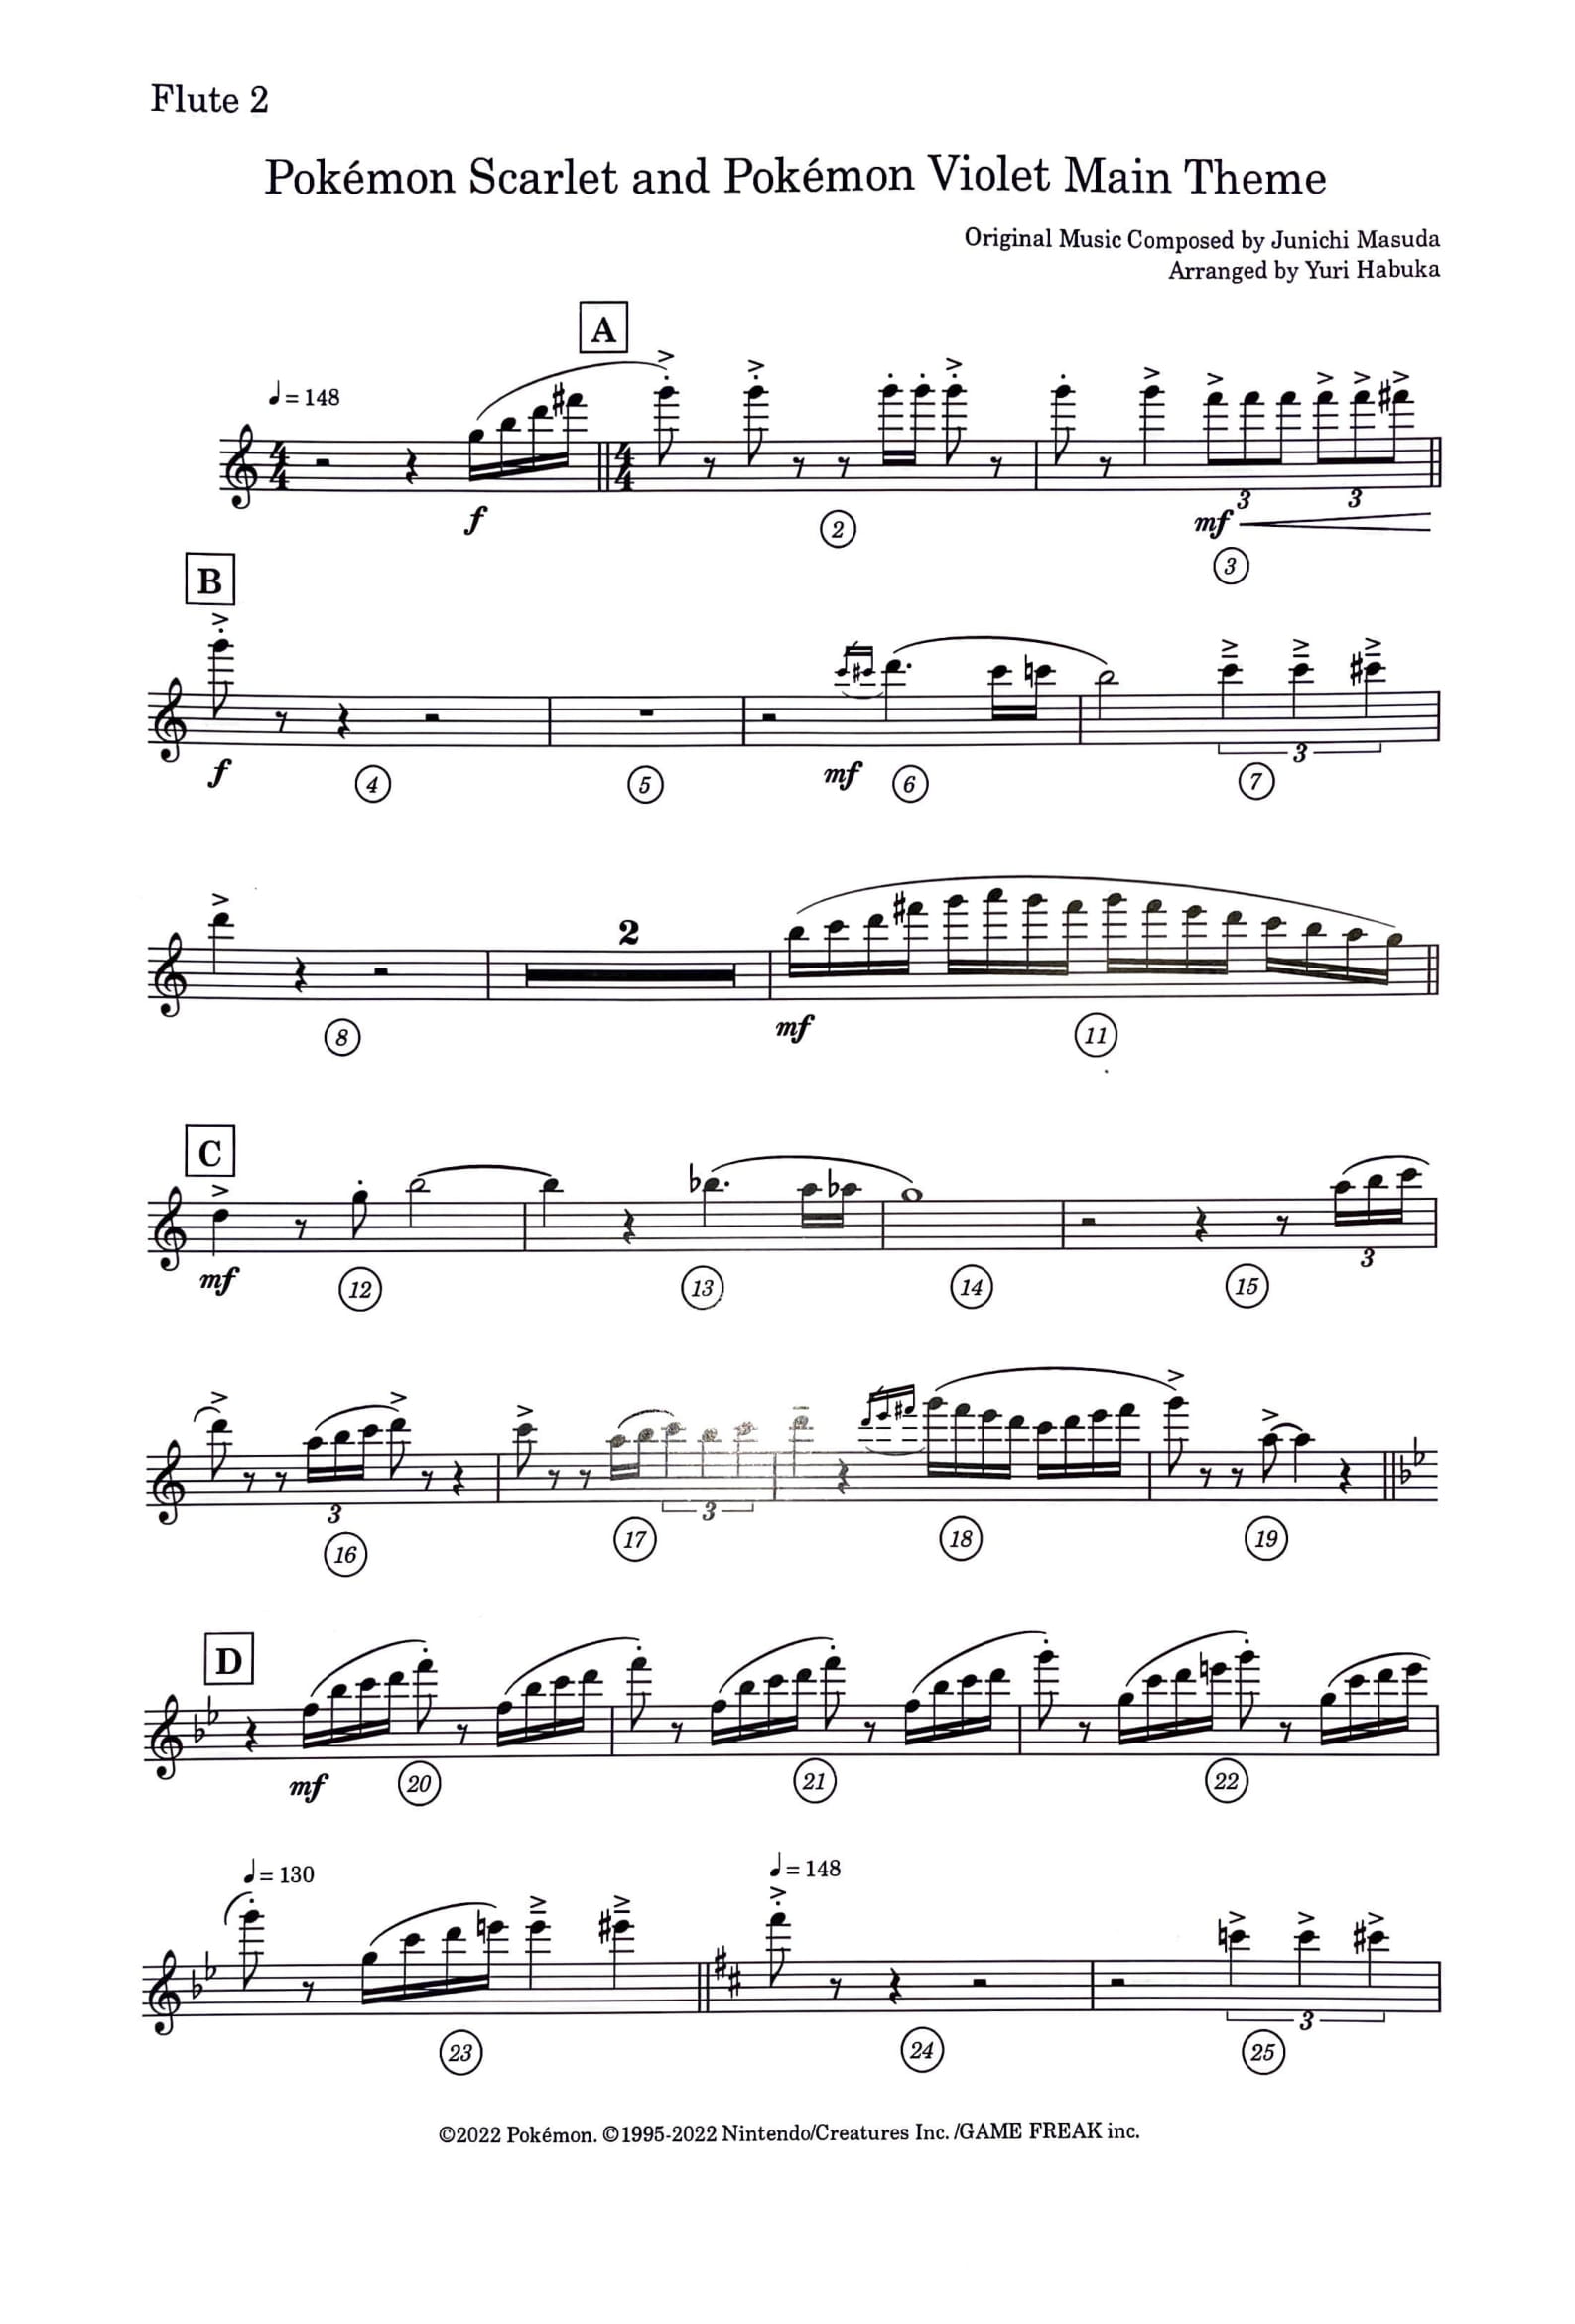 Flute 2
Pokémon Scarlet and Pokémon Violet Main Theme
Original Music Composed by Junichi Masuda
Arranged by Yuri Habuka
A
♩= 148
4/4
4/4
f
3
3
mf
2
3
B
f
mf
3
4
5
6
7
2
mf
8
11
C
mf
3
12
13
14
15
3
3
16
17
18
19
D
mf
20
21
22
♩= 130
♩= 148
3
23
24
25
©2022 Pokémon. ©1995-2022 Nintendo/Creatures Inc. /GAME FREAK inc.